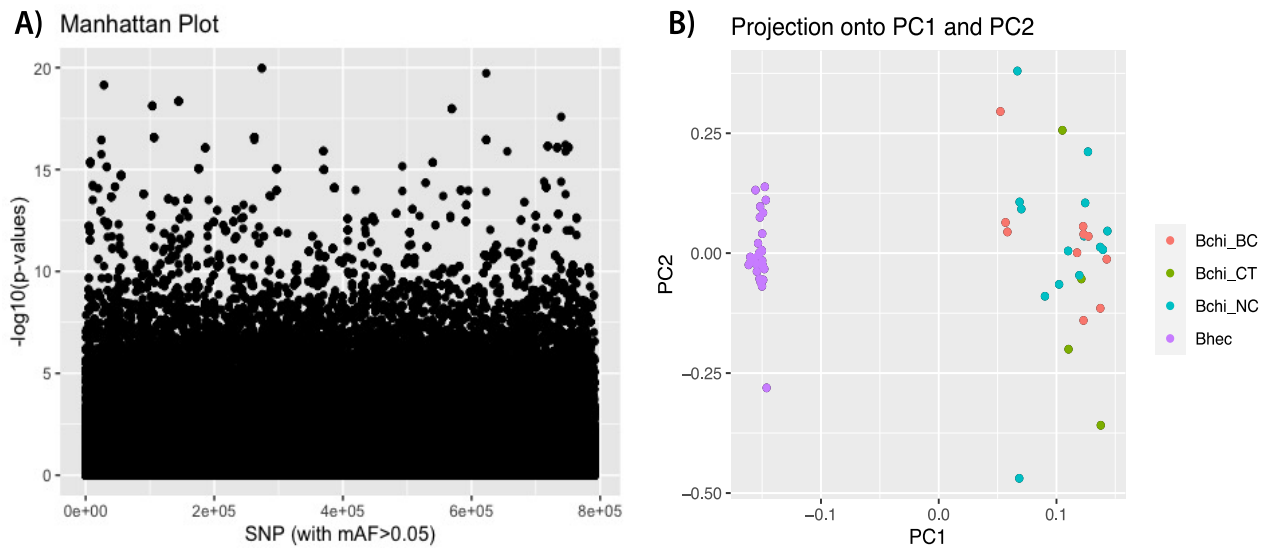 A) Manhattan Plot
20
15
10
5
0
-log10(p-values)
0e+00 2e+05 4e+05 6e+05 8e+05
SNP (with mAF>0.05)
B) Projection onto PC1 and PC2
0.25
0.00
−0.25
−0.50
PC2
−0.1 0.0 0.1
PC1
Bchi_BC
Bchi_CT
Bchi_NC
Bhec